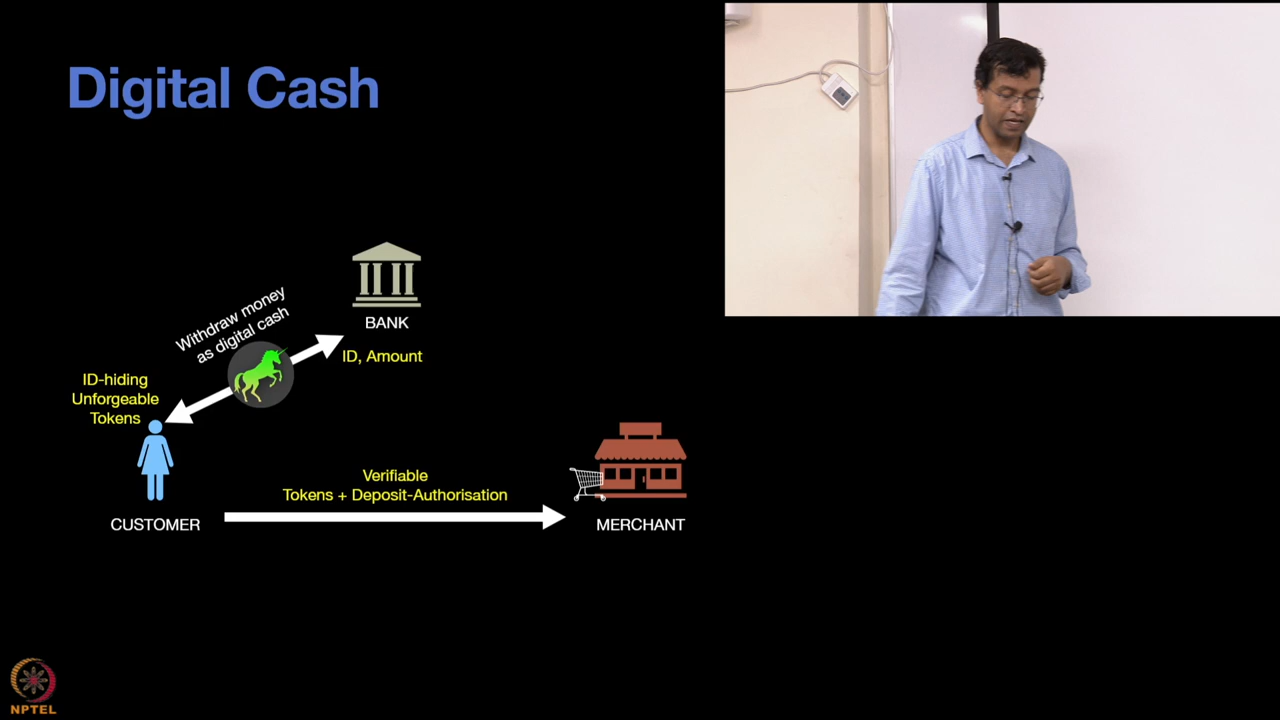 Digital Cash
Withdraw money
as digital cash
BANK
ID, Amount
ID-hiding
Unforgeable
Tokens
CUSTOMER
Verifiable
Tokens + Deposit-Authorisation
MERCHANT
NPTEL